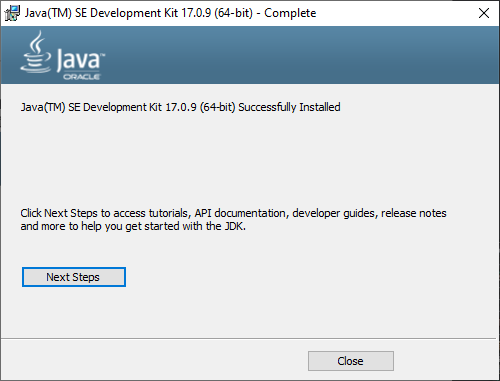 Java(TM) SE Development Kit 17.0.9 (64-bit) - Complete
Java™
ORACLE
Java(TM) SE Development Kit 17.0.9 (64-bit) Successfully Installed
Click Next Steps to access tutorials, API documentation, developer guides, release notes
and more to help you get started with the JDK.
Next Steps
Close